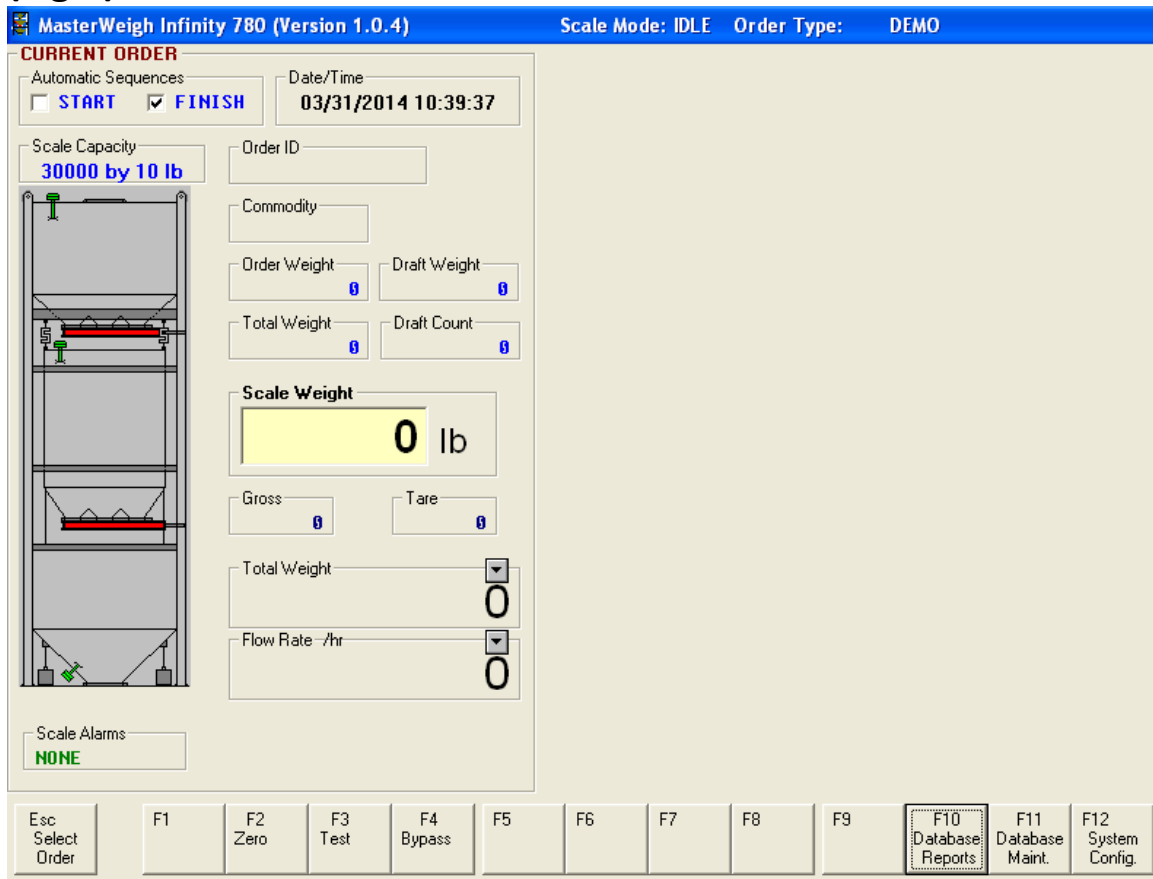 MasterWeigh Infinity 780 (Version 1.0.4) Scale Mode: IDLE Order Type: DEMO
CURRENT ORDER
Automatic Sequences
START FINISH
Date/Time
03/31/2014 10:39:37
Scale Capacity
30000 by 10 lb
Order ID
Commodity
Order Weight
0
Draft Weight
0
Total Weight
0
Draft Count
0
Scale Weight
0 lb
Gross
0
Tare
0
Total Weight
0
Flow Rate /hr
0
Scale Alarms
NONE
Esc
Select
Order
F1
F2
Zero
F3
Test
F4
Bypass
F5
F6
F7
F8
F9
F10
Database
Reports
F11
Database
Maint.
F12
System
Config.